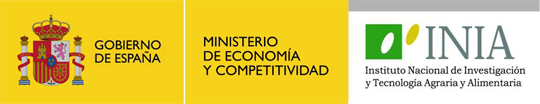 GOBIERNO
DE ESPAÑA
MINISTERIO
DE ECONOMÍA
Y COMPETITIVIDAD
INIA
Instituto Nacional de Investigación
y Tecnología Agraria y Alimentaria